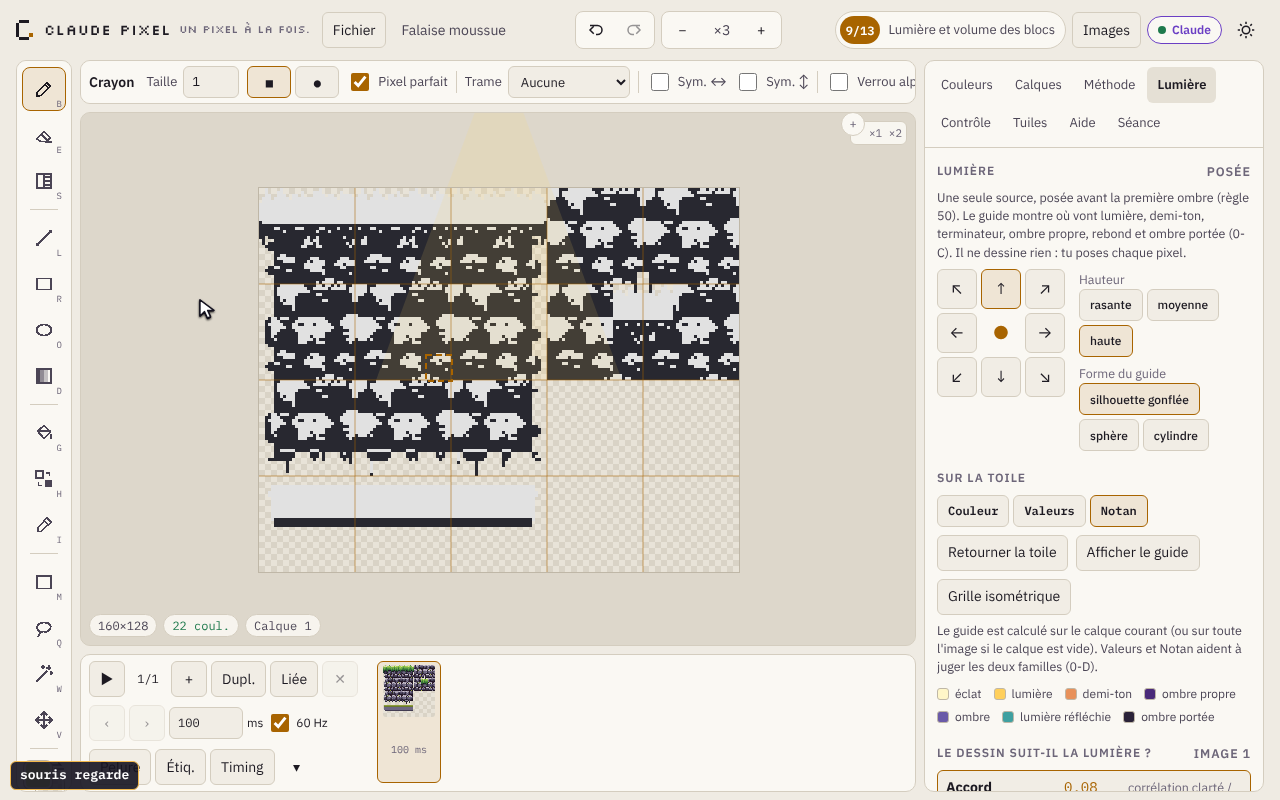 CLAUDE PIXEL UN PIXEL À LA FOIS. Fichier Falaise moussue − ×3 + 9/13 Lumière et volume des blocs Images Claude
Crayon Taille 1 Pixel parfait Trame Aucune Sym. ↔ Sym. ↕ Verrou alp
B
E
S
L
R
O
D
G
H
I
M
Q
W
V
+ ×1 ×2
160×128 22 coul. Calque 1
1/1 + Dupl. Liée ×
‹ › 100 ms 60 Hz
Étiq. Timing ▼
100 ms
souris regarde
Couleurs Calques Méthode Lumière
Contrôle Tuiles Aide Séance
LUMIÈRE POSÉE
Une seule source, posée avant la première ombre (règle
50). Le guide montre où vont lumière, demi-ton,
terminateur, ombre propre, rebond et ombre portée (0-
C). Il ne dessine rien : tu poses chaque pixel.
↖ ↑ ↗
← →
↙ ↓ ↘
Hauteur
rasante moyenne
haute
Forme du guide
silhouette gonflée
sphère cylindre
SUR LA TOILE
Couleur Valeurs Notan
Retourner la toile Afficher le guide
Grille isométrique
Le guide est calculé sur le calque courant (ou sur toute
l'image si le calque est vide). Valeurs et Notan aident à
juger les deux familles (0-D).
éclat lumière demi-ton ombre propre
ombre lumière réfléchie ombre portée
LE DESSIN SUIT-IL LA LUMIÈRE ? IMAGE 1
Accord 0,08 corrélation clarté /